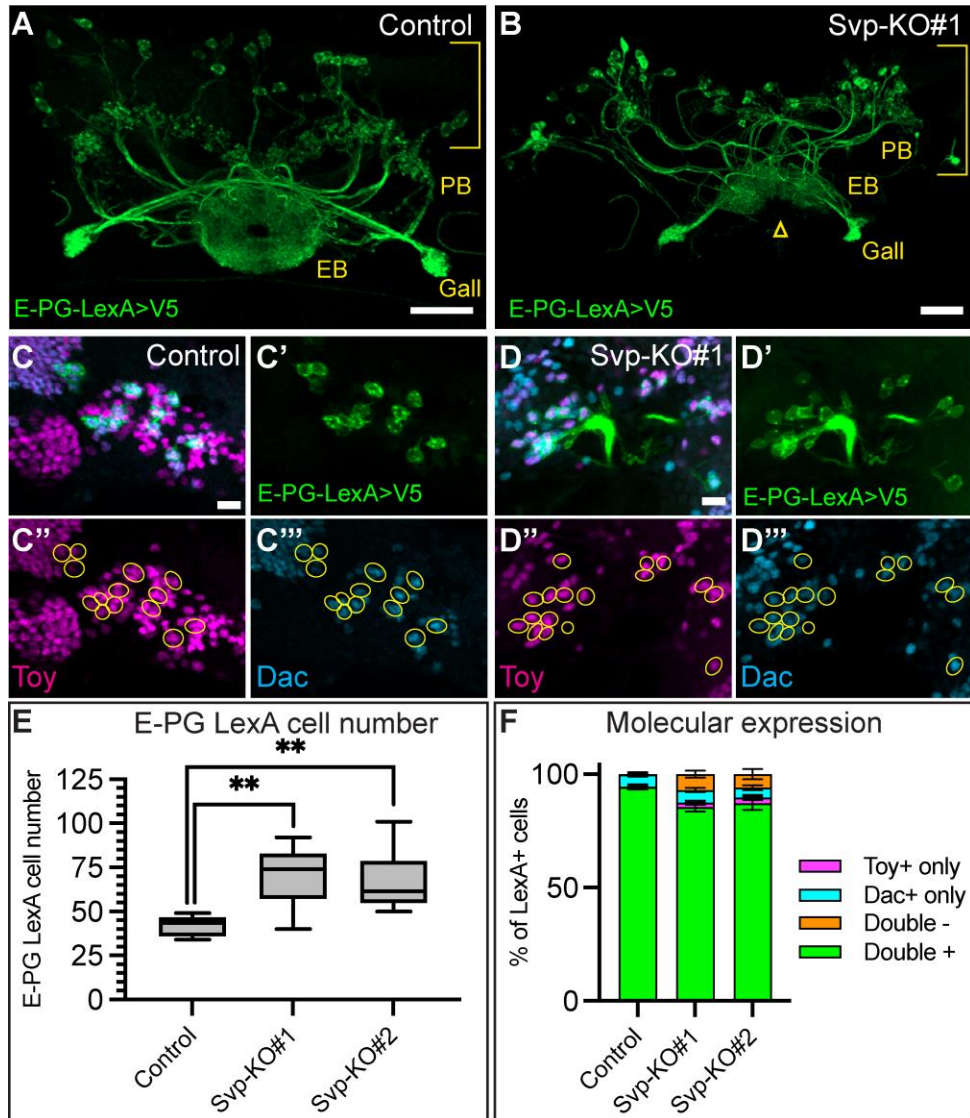 A Control
PB
EB
Gall
E-PG-LexA>V5
B Svp-KO#1
PB
EB
Gall
E-PG-LexA>V5
C Control
C'
E-PG-LexA>V5
D Svp-KO#1
D'
E-PG-LexA>V5
C"
Toy
C'"
Dac
D"
Toy
D'"
Dac
E E-PG LexA cell number
E-PG LexA cell number
125
100
75
50
25
0
**
**
Control
Svp-KO#1
Svp-KO#2
F Molecular expression
% of LexA+ cells
100
50
0
Control
Svp-KO#1
Svp-KO#2
Toy+ only
Dac+ only
Double -
Double +